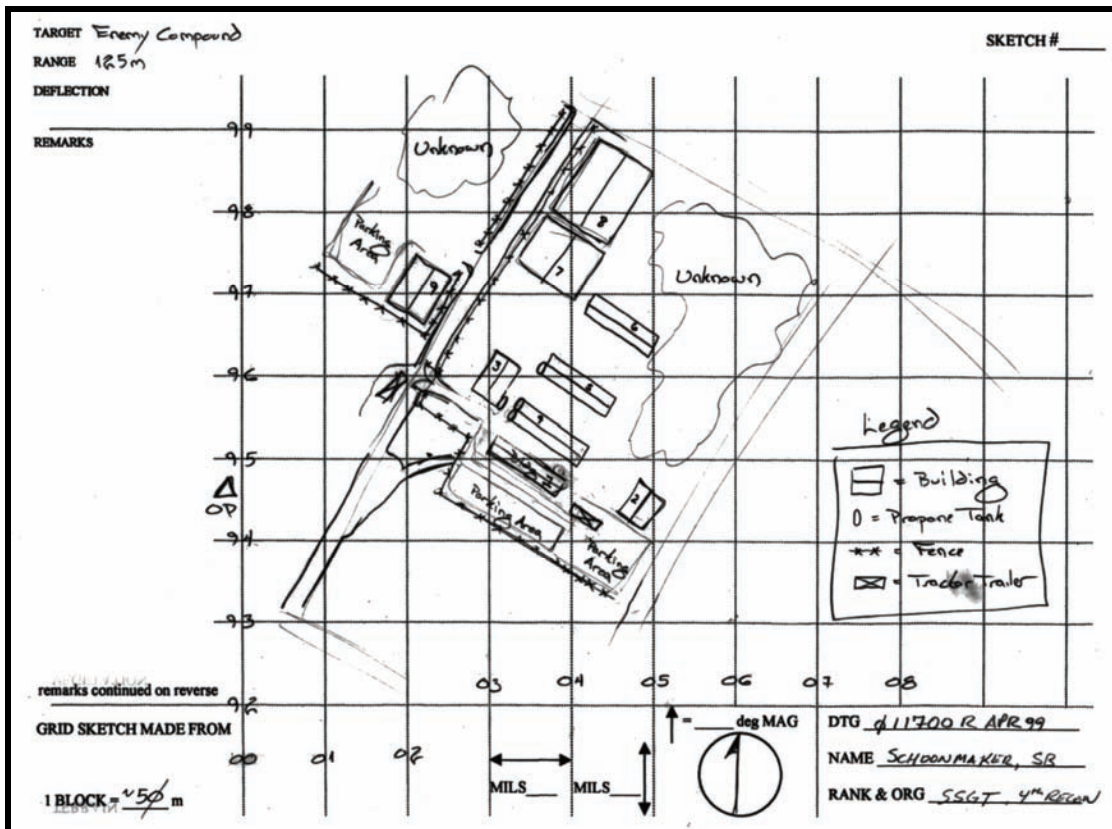 TARGET Enemy Compound
SKETCH #
RANGE 125m
DEFLECTION
REMARKS
99
98
97
96
95
94
93
92
Unknown
Parking Area
9
8
7
Unknown
6
3
5
4
2
OP
Parking Area
Parking Area
Legend
= Building
= Propane Tank
= Fence
= Tractor Trailer
remarks continued on reverse
03 04 05 06 07 08
GRID SKETCH MADE FROM
00 01 02
= deg MAG
MILS MILS
DTG Ø11700 R APR 99
NAME SCHOONMAKER, SR
1 BLOCK = ~5Ø m
RANK & ORG SSGT 4th RECON